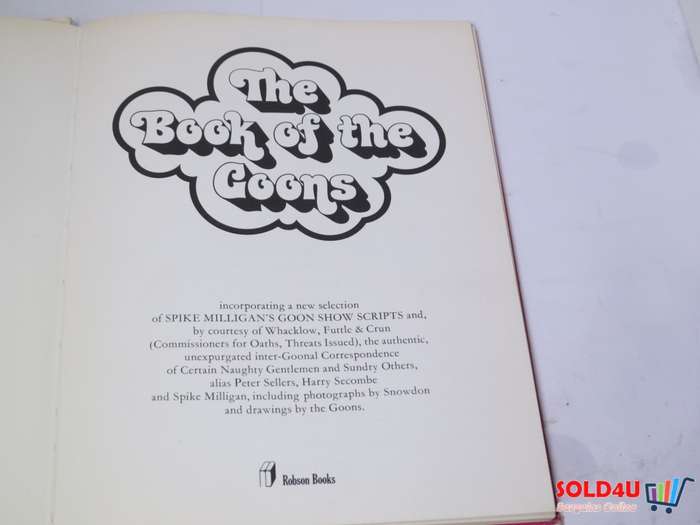 The
Book of the
Goons
incorporating a new selection
of SPIKE MILLIGAN'S GOON SHOW SCRIPTS and,
by courtesy of Whacklow, Futtle & Crun
(Commissioners for Oaths, Threats Issued), the authentic,
unexpurgated inter-Goonal Correspondence
of Certain Naughty Gentlemen and Sundry Others,
alias Peter Sellers, Harry Secombe
and Spike Milligan, including photographs by Snowdon
and drawings by the Goons.
Robson Books
SOLD4U
Bargains Online